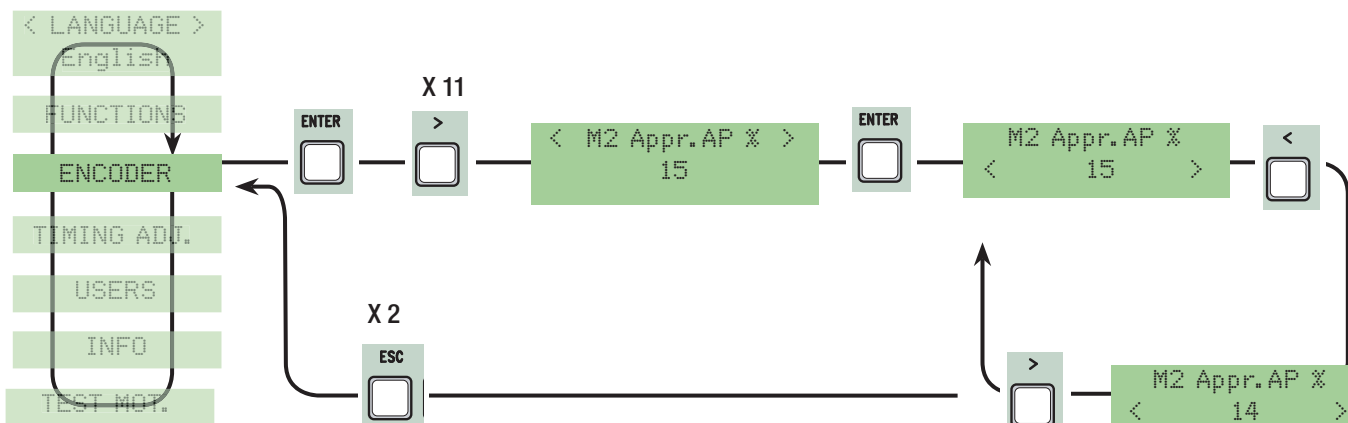 < LANGUAGE >
English
FUNCTIONS
ENCODER
TIMING ADJ.
USERS
INFO
TEST MOT.
ENTER
X 11
>
< M2 Appr.AP % >
15
ENTER
M2 Appr.AP %
< 15 >
<
X 2
ESC
>
M2 Appr.AP %
< 14 >